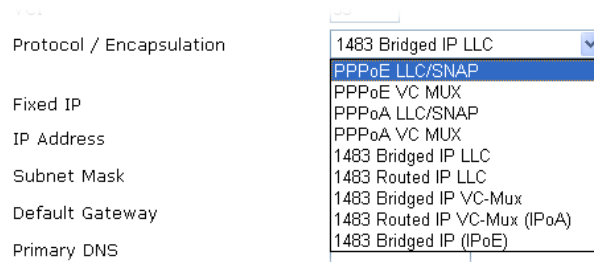 Protocol / Encapsulation
1483 Bridged IP LLC
PPPoE LLC/SNAP
PPPoE VC MUX
PPPoA LLC/SNAP
PPPoA VC MUX
1483 Bridged IP LLC
1483 Routed IP LLC
1483 Bridged IP VC-Mux
1483 Routed IP VC-Mux (IPoA)
1483 Bridged IP (IPoE)
Fixed IP
IP Address
Subnet Mask
Default Gateway
Primary DNS